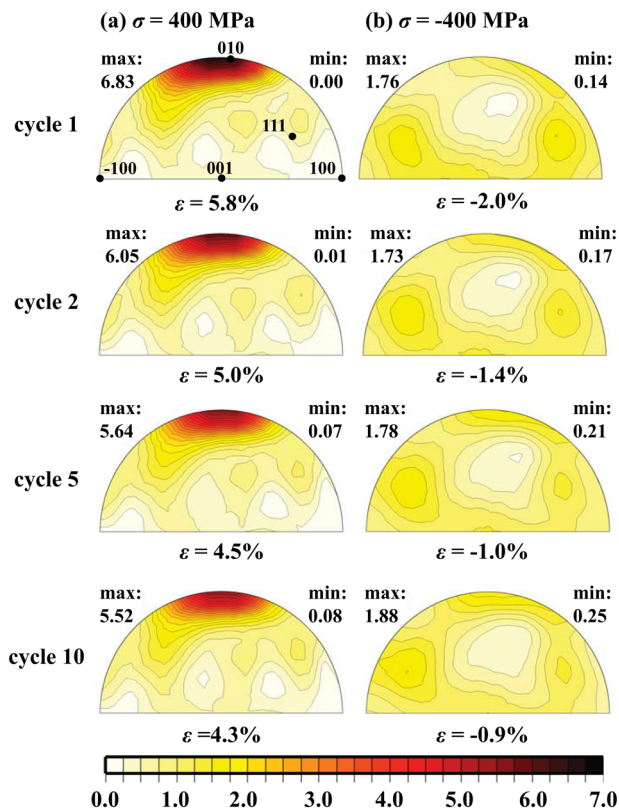 (a) σ = 400 MPa (b) σ = -400 MPa
max: 6.83 010 min: 0.00 max: 1.76 min: 0.14
cycle 1
111
-100 001 100
ε = 5.8% ε = -2.0%
max: 6.05 min: 0.01 max: 1.73 min: 0.17
cycle 2
ε = 5.0% ε = -1.4%
max: 5.64 min: 0.07 max: 1.78 min: 0.21
cycle 5
ε = 4.5% ε = -1.0%
max: 5.52 min: 0.08 max: 1.88 min: 0.25
cycle 10
ε =4.3% ε = -0.9%
0.0 1.0 2.0 3.0 4.0 5.0 6.0 7.0